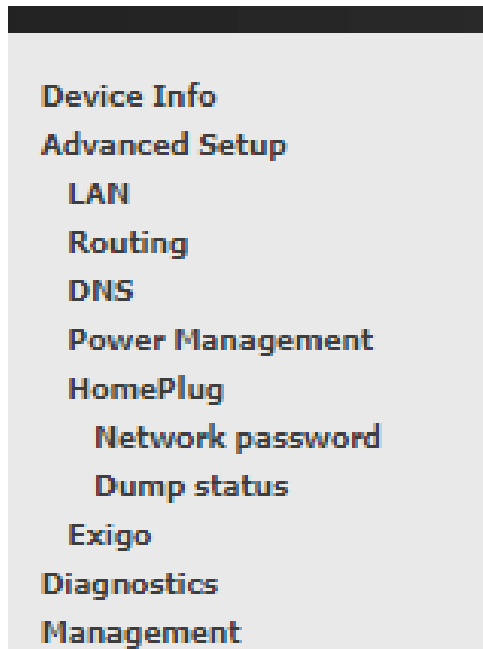 Device Info
Advanced Setup
LAN
Routing
DNS
Power Management
HomePlug
Network password
Dump status
Exigo
Diagnostics
Management